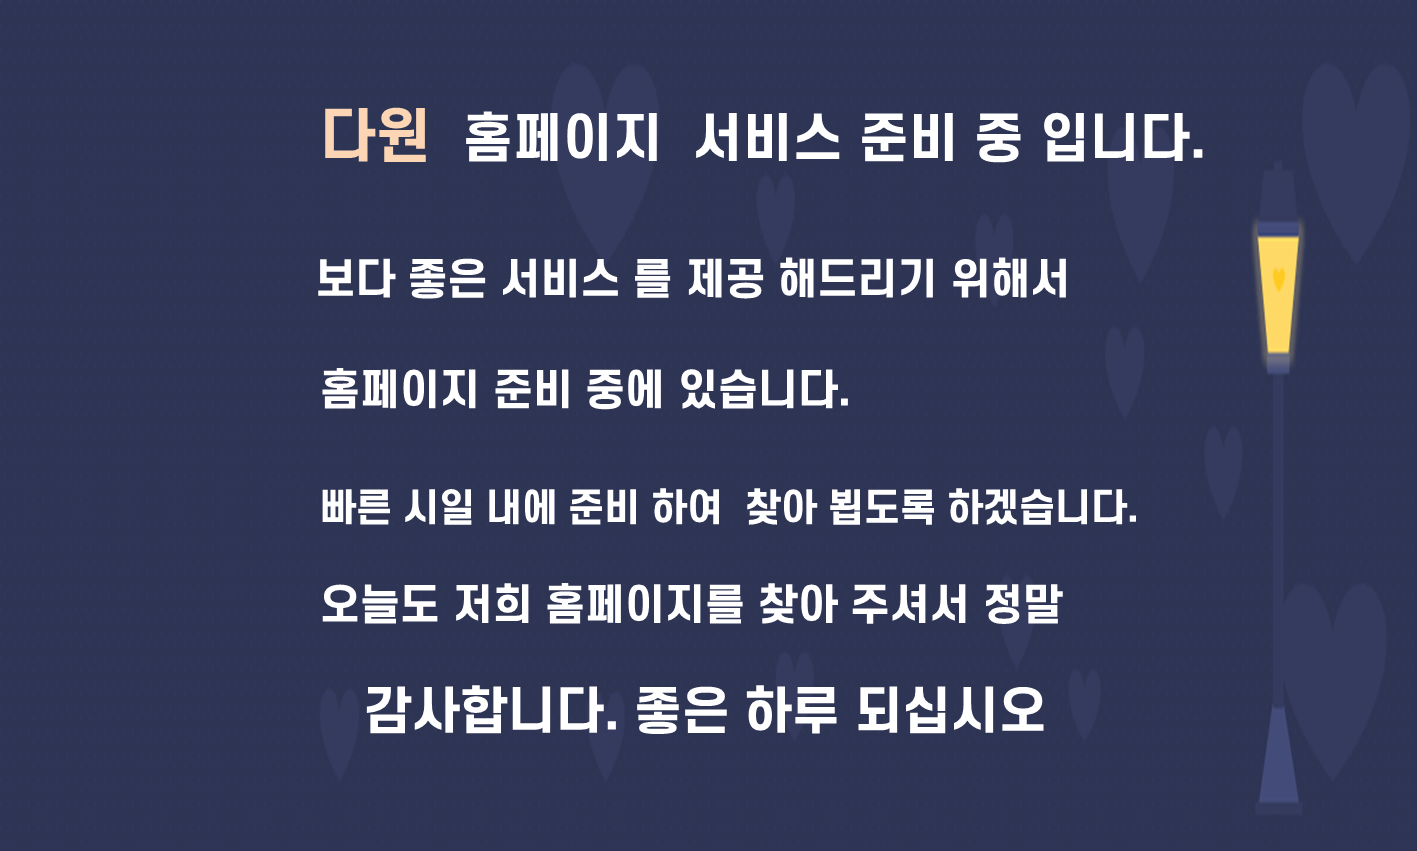 다원 홈페이지 서비스 준비 중 입니다.
보다 좋은 서비스 를 제공 해드리기 위해서
홈페이지 준비 중에 있습니다.
빠른 시일 내에 준비 하여 찾아 뵙도록 하겠습니다.
오늘도 저희 홈페이지를 찾아 주셔서 정말
감사합니다. 좋은 하루 되십시오